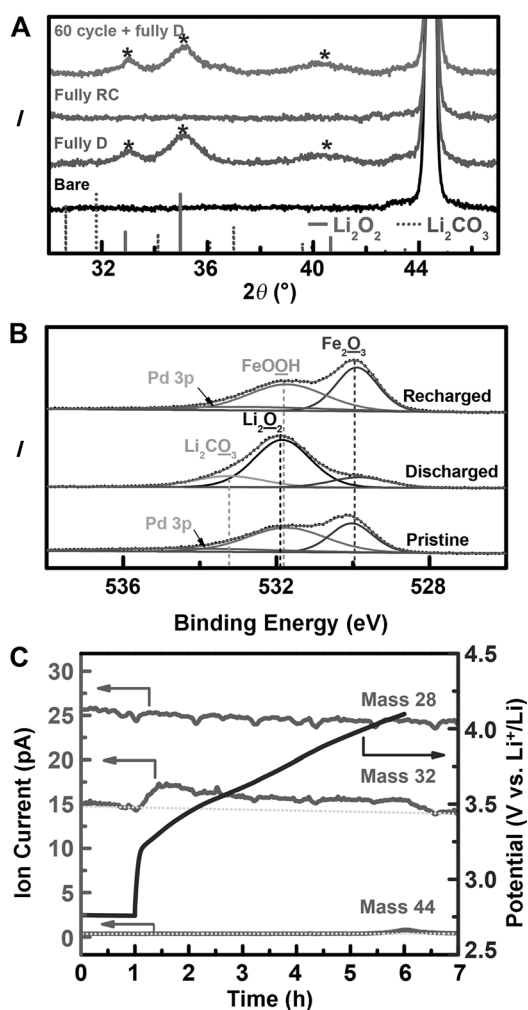 A
60 cycle + fully D
*
*
*
Fully RC
I
Fully D
*
*
*
Bare
Li₂O₂
Li₂CO₃
32
36
40
44
2θ (°)
B
Fe₂O₃
FeOOH
Pd 3p
Recharged
Li₂O₂
Li₂CO₃
I
Discharged
Pd 3p
Pristine
536
532
528
Binding Energy (eV)
C
30
25
20
15
10
5
0
Ion Current (pA)
Mass 28
Mass 32
Mass 44
4.5
4.0
3.5
3.0
2.5
Potential (V vs. Li⁺/Li)
0
1
2
3
4
5
6
7
Time (h)